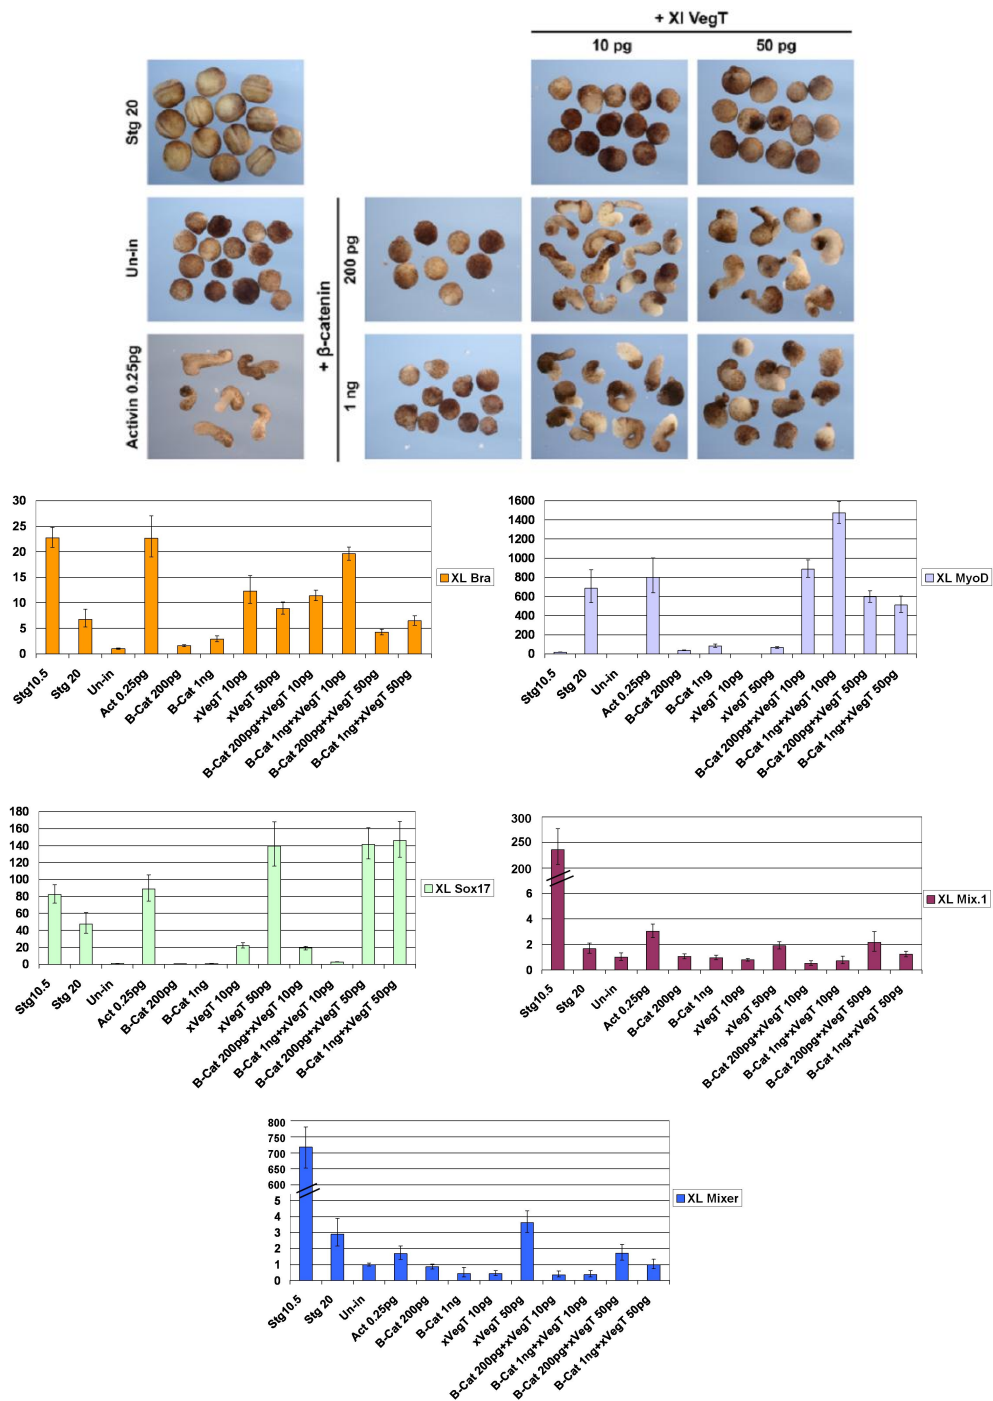 + Xl VegT
10 pg
50 pg
Stg 20
Un-in
Activin 0.25pg
+ β-catenin
200 pg
1 ng
30
25
20
15
10
5
0
Stg10.5
Stg 20
Un-in
Act 0.25pg
B-Cat 200pg
B-Cat 1ng
xVegT 10pg
xVegT 50pg
B-Cat 200pg+xVegT 10pg
B-Cat 1ng+xVegT 10pg
B-Cat 200pg+xVegT 50pg
B-Cat 1ng+xVegT 50pg
XL Bra
1600
1400
1200
1000
800
600
400
200
0
Stg10.5
Stg 20
Un-in
Act 0.25pg
B-Cat 200pg
B-Cat 1ng
xVegT 10pg
xVegT 50pg
B-Cat 200pg+xVegT 10pg
B-Cat 1ng+xVegT 10pg
B-Cat 200pg+xVegT 50pg
B-Cat 1ng+xVegT 50pg
XL MyoD
180
160
140
120
100
80
60
40
20
0
Stg10.5
Stg 20
Un-in
Act 0.25pg
B-Cat 200pg
B-Cat 1ng
xVegT 10pg
xVegT 50pg
B-Cat 200pg+xVegT 10pg
B-Cat 1ng+xVegT 10pg
B-Cat 200pg+xVegT 50pg
B-Cat 1ng+xVegT 50pg
XL Sox17
300
250
200
6
4
2
0
Stg10.5
Stg 20
Un-in
Act 0.25pg
B-Cat 200pg
B-Cat 1ng
xVegT 10pg
xVegT 50pg
B-Cat 200pg+xVegT 10pg
B-Cat 1ng+xVegT 10pg
B-Cat 200pg+xVegT 50pg
B-Cat 1ng+xVegT 50pg
XL Mix.1
800
750
700
650
600
5
4
3
2
1
0
Stg10.5
Stg 20
Un-in
Act 0.25pg
B-Cat 200pg
B-Cat 1ng
xVegT 10pg
xVegT 50pg
B-Cat 200pg+xVegT 10pg
B-Cat 1ng+xVegT 10pg
B-Cat 200pg+xVegT 50pg
B-Cat 1ng+xVegT 50pg
XL Mixer